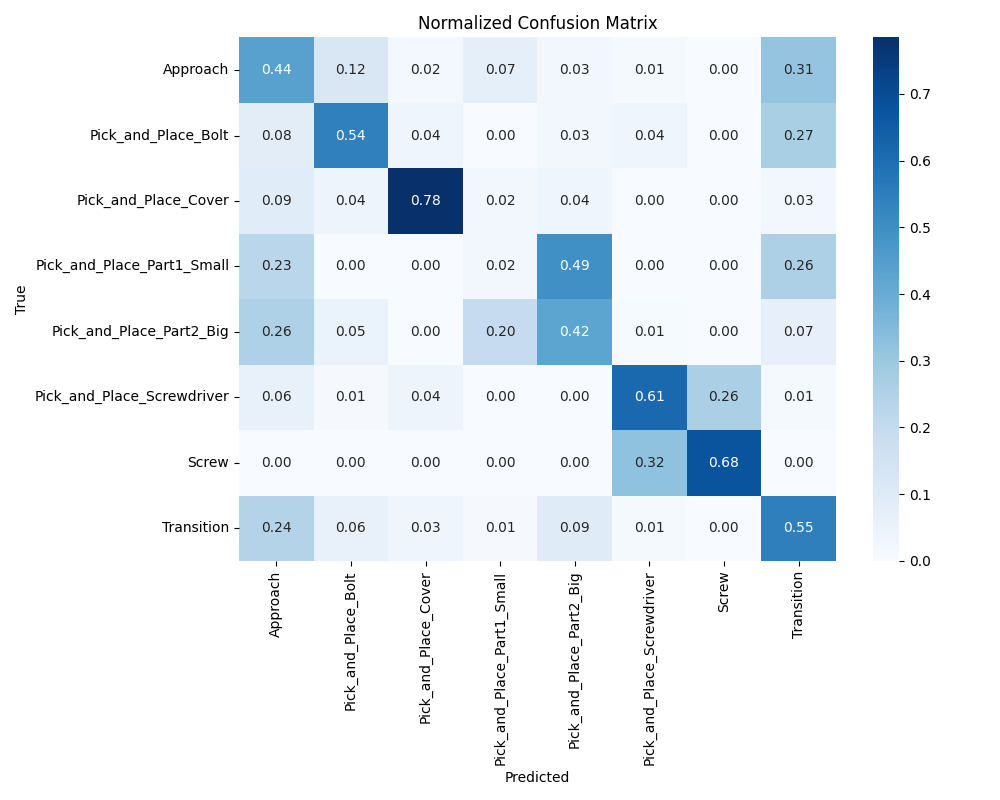 Normalized Confusion Matrix
Approach 0.44 0.12 0.02 0.07 0.03 0.01 0.00 0.31
Pick_and_Place_Bolt 0.08 0.54 0.04 0.00 0.03 0.04 0.00 0.27
Pick_and_Place_Cover 0.09 0.04 0.78 0.02 0.04 0.00 0.00 0.03
Pick_and_Place_Part1_Small 0.23 0.00 0.00 0.02 0.49 0.00 0.00 0.26
Pick_and_Place_Part2_Big 0.26 0.05 0.00 0.20 0.42 0.01 0.00 0.07
Pick_and_Place_Screwdriver 0.06 0.01 0.04 0.00 0.00 0.61 0.26 0.01
Screw 0.00 0.00 0.00 0.00 0.00 0.32 0.68 0.00
Transition 0.24 0.06 0.03 0.01 0.09 0.01 0.00 0.55
True
Approach
Pick_and_Place_Bolt
Pick_and_Place_Cover
Pick_and_Place_Part1_Small
Pick_and_Place_Part2_Big
Pick_and_Place_Screwdriver
Screw
Transition
Predicted
0.7
0.6
0.5
0.4
0.3
0.2
0.1
0.0